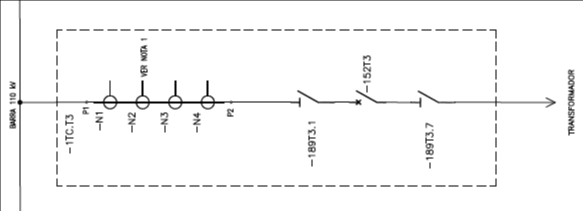 BARRA 110 kV
-1TC.T3
P1
-N1
VER NOTA 1
-N2
-N3
-N4
P2
-189T3.1
-152T3
-189T3.7
TRANSFORMADOR